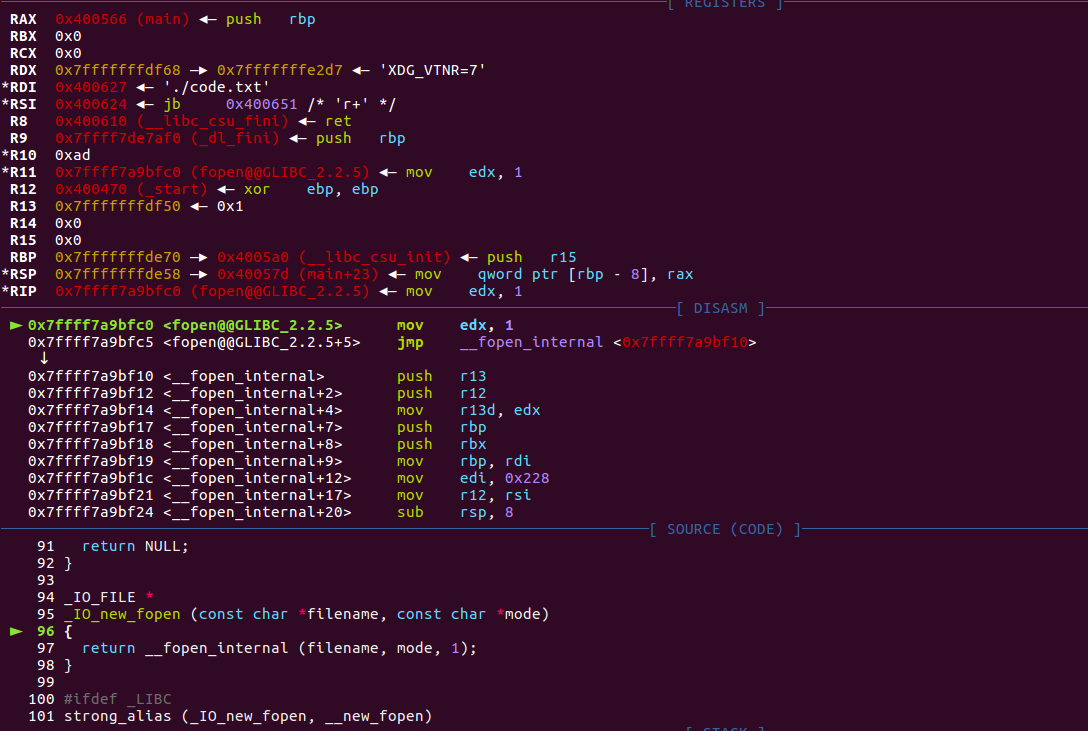 [ REGISTERS ]
RAX  0x400566 (main) ◂— push   rbp
RBX  0x0
RCX  0x0
RDX  0x7fffffffdf68 —▸ 0x7fffffffe2d7 ◂— 'XDG_VTNR=7'
*RDI  0x400627 ◂— './code.txt'
*RSI  0x400624 ◂— jb     0x400651 /* 'r+' */
R8   0x400610 (__libc_csu_fini) ◂— ret
R9   0x7ffff7de7af0 (_dl_fini) ◂— push   rbp
*R10  0xad
*R11  0x7ffff7a9bfc0 (fopen@@GLIBC_2.2.5) ◂— mov    edx, 1
R12  0x400470 (_start) ◂— xor    ebp, ebp
R13  0x7fffffffdf50 ◂— 0x1
R14  0x0
R15  0x0
RBP  0x7fffffffde70 —▸ 0x4005a0 (__libc_csu_init) ◂— push   r15
*RSP  0x7fffffffde58 —▸ 0x40057d (main+23) ◂— mov    qword ptr [rbp - 8], rax
*RIP  0x7ffff7a9bfc0 (fopen@@GLIBC_2.2.5) ◂— mov    edx, 1
[ DISASM ]
► 0x7ffff7a9bfc0 <fopen@@GLIBC_2.2.5>      mov    edx, 1
0x7ffff7a9bfc5 <fopen@@GLIBC_2.2.5+5>    jmp    __fopen_internal <0x7ffff7a9bf10>
↓
0x7ffff7a9bf10 <__fopen_internal>        push   r13
0x7ffff7a9bf12 <__fopen_internal+2>      push   r12
0x7ffff7a9bf14 <__fopen_internal+4>      mov    r13d, edx
0x7ffff7a9bf17 <__fopen_internal+7>      push   rbp
0x7ffff7a9bf18 <__fopen_internal+8>      push   rbx
0x7ffff7a9bf19 <__fopen_internal+9>      mov    rbp, rdi
0x7ffff7a9bf1c <__fopen_internal+12>     mov    edi, 0x228
0x7ffff7a9bf21 <__fopen_internal+17>     mov    r12, rsi
0x7ffff7a9bf24 <__fopen_internal+20>     sub    rsp, 8
[ SOURCE (CODE) ]
91   return NULL;
92 }
93
94 _IO_FILE *
95 _IO_new_fopen (const char *filename, const char *mode)
► 96 {
97   return __fopen_internal (filename, mode, 1);
98 }
99
100 #ifdef _LIBC
101 strong_alias (_IO_new_fopen, __new_fopen)
[ STACK ]